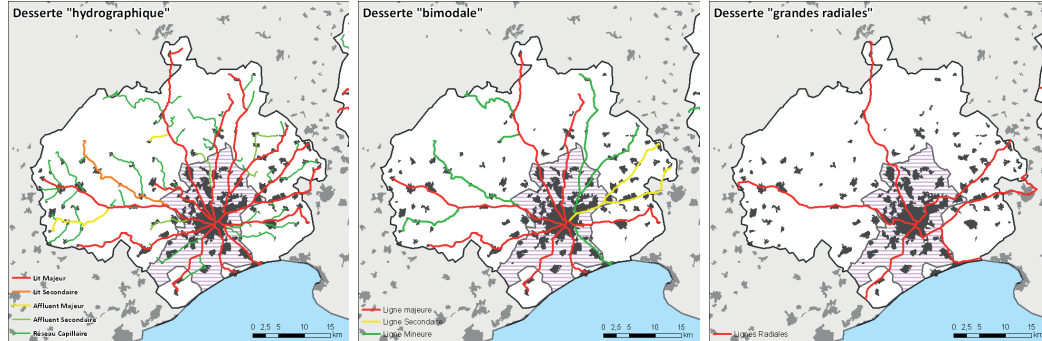 Desserte "hydrographique"
Lit Majeur
Lit Secondaire
Affluent Majeur
Affluent Secondaire
Réseau Capillaire
0 2,5 5 10 15
km
Desserte "bimodale"
Ligne majeure
Ligne Secondaire
Ligne Mineure
0 2,5 5 10 15
km
Desserte "grandes radiales"
Lignes Radiales
0 2,5 5 10 15
km